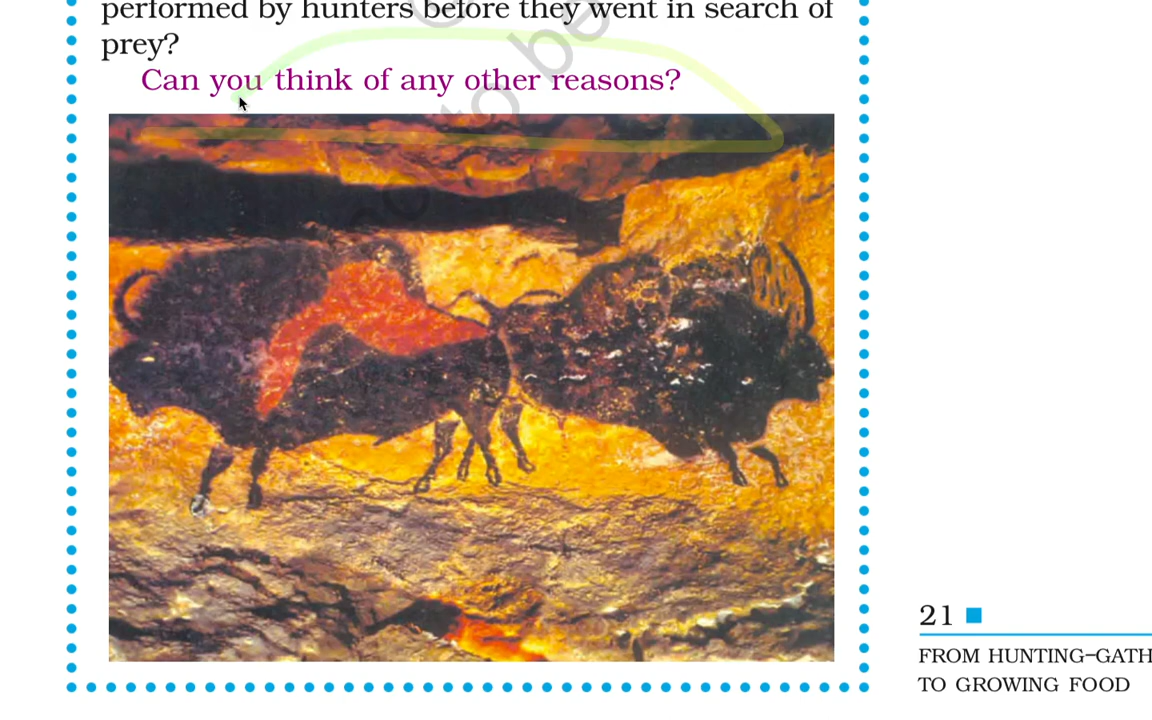 performed by hunters before they went in search of
prey?
Can you think of any other reasons?
21
FROM HUNTING–GATH
TO GROWING FOOD